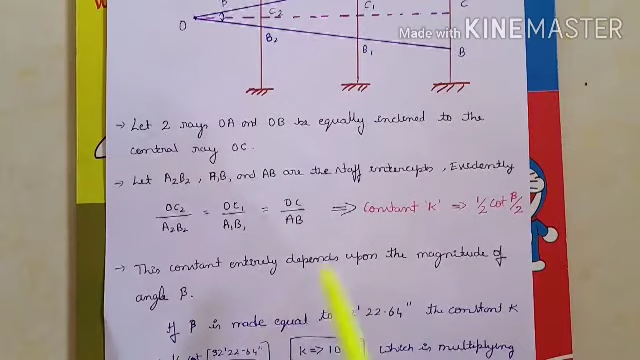 Made with KINEMASTER
O
C2
C1
C
B2
B1
B
→ Let 2 rays OA and OB be equally inclined to the
central ray OC.
→ Let A2B2, A1B1 and AB are the staff intercepts, Evidently
OC2/A2B2 = OC1/A1B1 = OC/AB ⇒ Constant 'K' ⇒ 1/2 cot β/2
→ This constant entirely depends upon the magnitude of
angle β.
If β is made equal to 22.64" the constant K
32'22.64" K⇒ which is multiplying